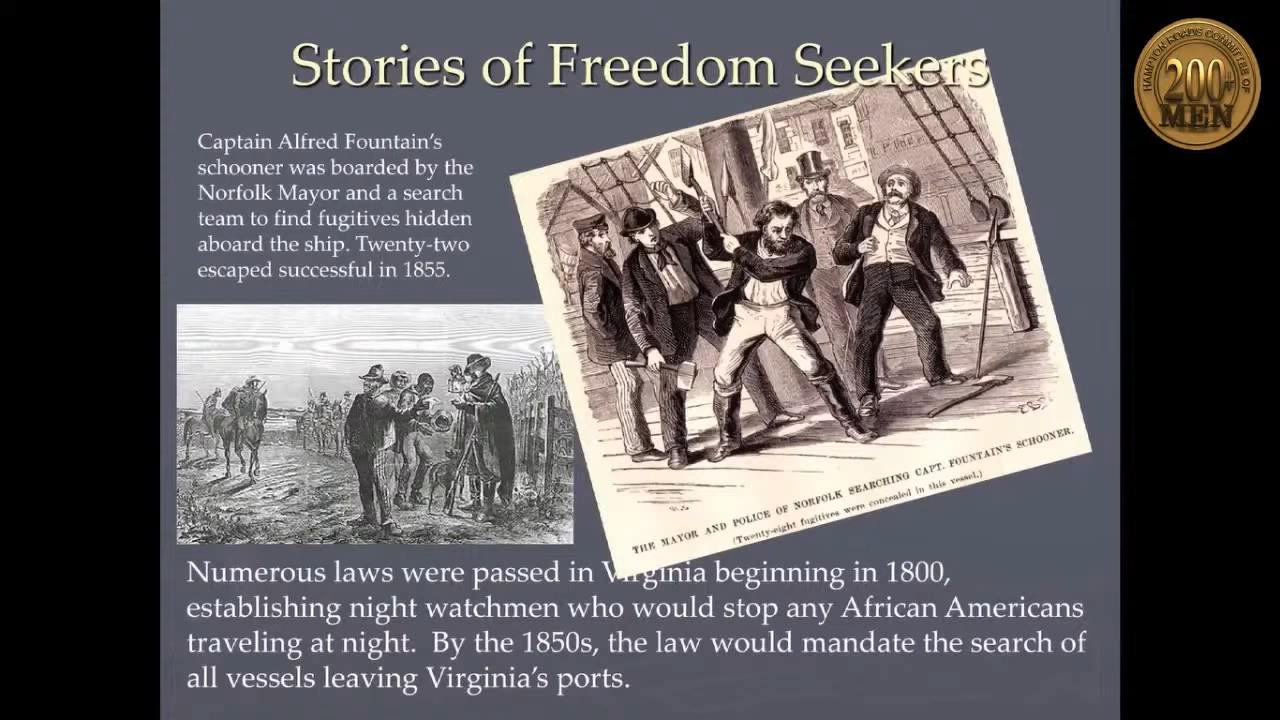 Stories of Freedom Seekers
Captain Alfred Fountain's
schooner was boarded by the
Norfolk Mayor and a search
team to find fugitives hidden
aboard the ship. Twenty-two
escaped successful in 1855.
THE MAYOR AND POLICE OF NORFOLK SEARCHING CAPT. FOUNTAIN'S SCHOONER.
(Twenty-eight fugitives were concealed in this vessel.)
Numerous laws were passed in Virginia beginning in 1800,
establishing night watchmen who would stop any African Americans
traveling at night. By the 1850s, the law would mandate the search of
all vessels leaving Virginia's ports.
HAMPTON ROADS COMMITTEE OF
200+
MEN